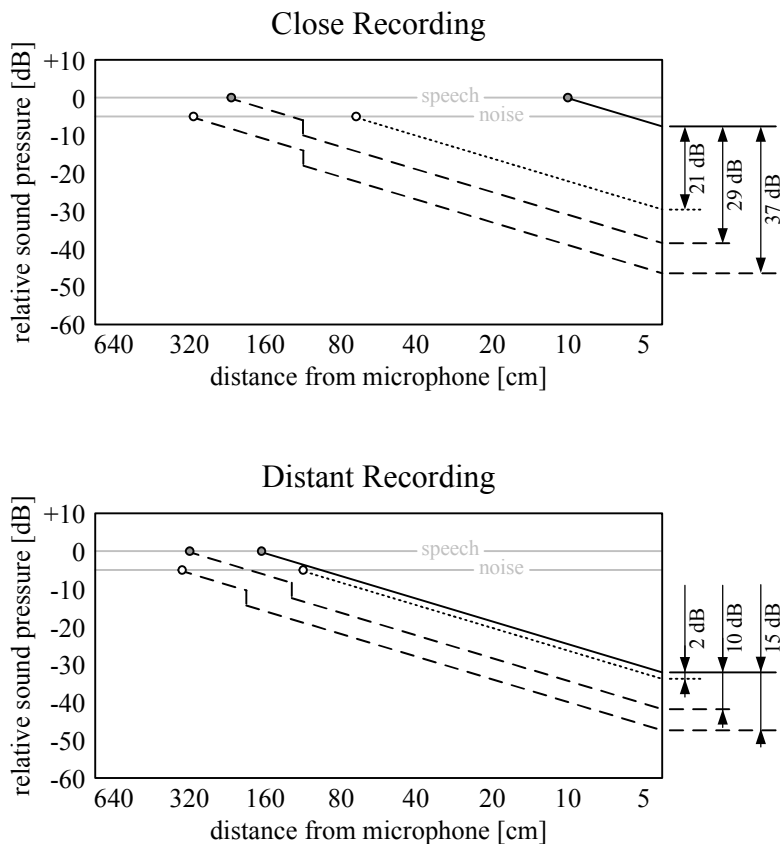 Close Recording
relative sound pressure [dB]
+10
0
-10
-20
-30
-40
-50
-60
speech
noise
21 dB
29 dB
37 dB
640 320 160 80 40 20 10 5
distance from microphone [cm]
Distant Recording
relative sound pressure [dB]
+10
0
-10
-20
-30
-40
-50
-60
speech
noise
2 dB
10 dB
15 dB
640 320 160 80 40 20 10 5
distance from microphone [cm]